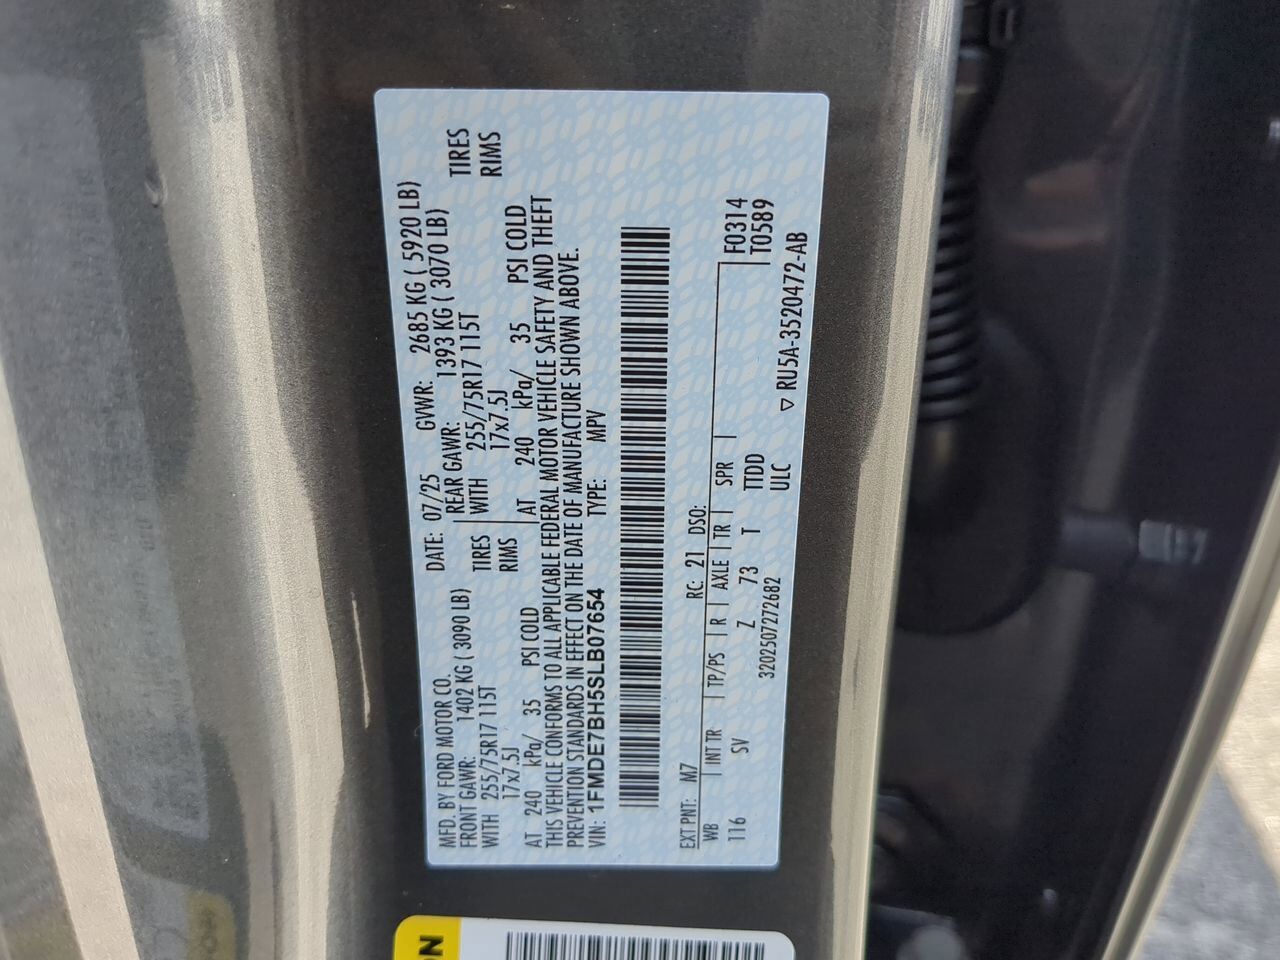 MFD. BY FORD MOTOR CO. DATE: 07/25 GVWR: 2685 KG ( 5920 LB)
FRONT GAWR: 1402 KG ( 3090 LB) REAR GAWR: 1393 KG ( 3070 LB)
WITH 255/75R17 115T TIRES WITH 255/75R17 115T TIRES
17x7.5J RIMS 17x7.5J RIMS
AT 240 kPa/ 35 PSI COLD AT 240 kPa/ 35 PSI COLD
THIS VEHICLE CONFORMS TO ALL APPLICABLE FEDERAL MOTOR VEHICLE SAFETY AND THEFT
PREVENTION STANDARDS IN EFFECT ON THE DATE OF MANUFACTURE SHOWN ABOVE.
VIN: 1FMDE7BH5SLB07654 TYPE: MPV
EXT PNT: M7 RC: 21 DSO: F0314
WB INT TR TP/PS R AXLE TR SPR T0589
116 SV Z 73 T TTDD
3202507272682 ULC ▽ RU5A-3520472-AB
ON